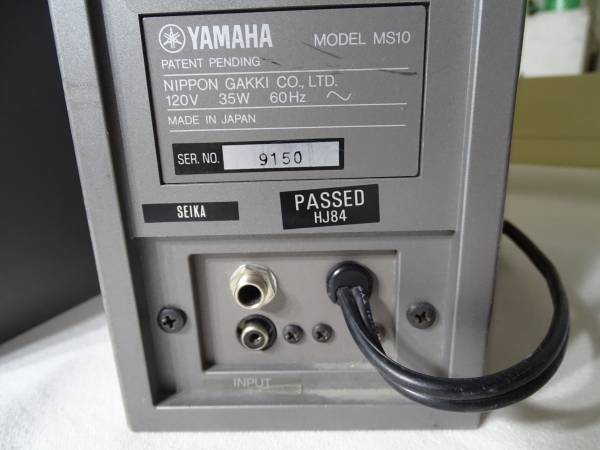 YAMAHA MODEL MS10
PATENT PENDING
NIPPON GAKKI CO., LTD.
120V 35W 60Hz
MADE IN JAPAN
SER. NO. 9150
SEIKA
PASSED
HJ84
INPUT